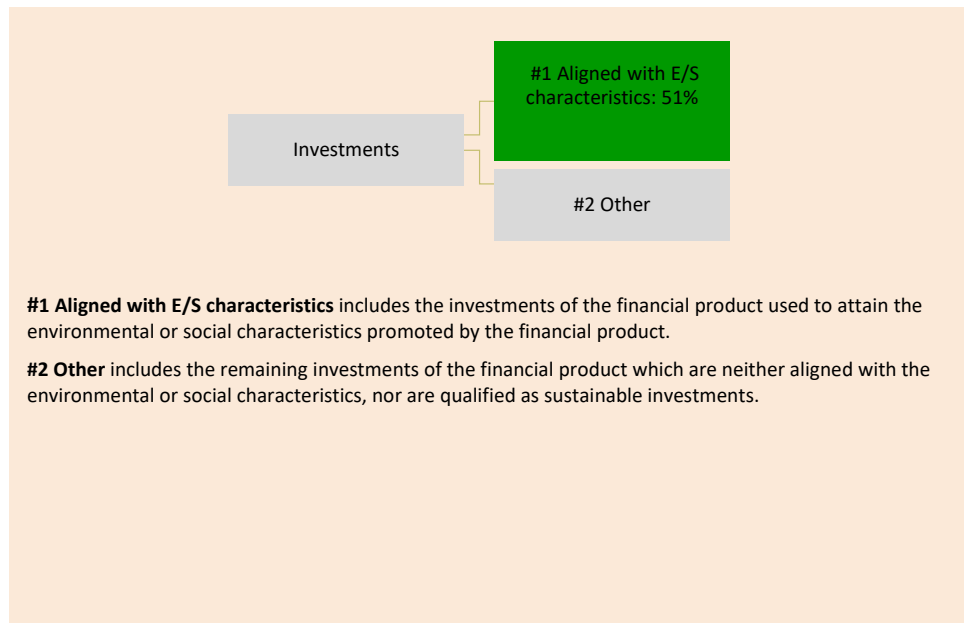 #1 Aligned with E/S
characteristics: 51%
Investments
#2 Other
#1 Aligned with E/S characteristics includes the investments of the financial product used to attain the
environmental or social characteristics promoted by the financial product.
#2 Other includes the remaining investments of the financial product which are neither aligned with the
environmental or social characteristics, nor are qualified as sustainable investments.